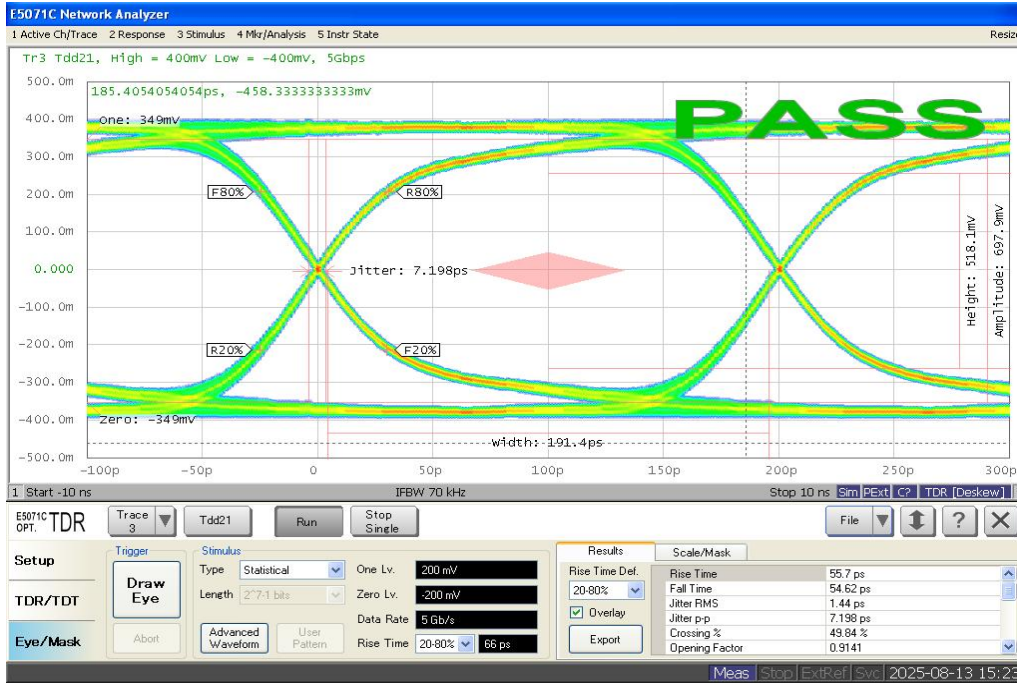 E5071C Network Analyzer
1 Active Ch/Trace 2 Response 3 Stimulus 4 Mkr/Analysis 5 Instr State Resize
Tr3 Tdd21, High = 400mV Low = -400mV, 5Gbps
500.0m
185.4054054054ps, -458.3333333333mV
PASS
400.0m
One: 349mV
300.0m
200.0m
F80%
R80%
100.0m
0.000
Jitter: 7.198ps
Height: 518.1mV
Amplitude: 697.9mV
-100.0m
-200.0m
R20%
F20%
-300.0m
-400.0m
Zero: -349mV
Width: 191.4ps
-500.0m
-100p -50p 0 50p 100p 150p 200p 250p 300p
1 Start -10 ns IFBW 70 kHz Stop 10 ns Sim PExt C? TDR [Deskew]
E5071C OPT. TDR
Trace 3
Tdd21
Run
Stop Single
File
?
Setup
TDR/TDT
Eye/Mask
Trigger
Draw Eye
Abort
Stimulus
Type Statistical
Length 2^7-1 bits
Advanced Waveform
User Pattern
One Lv. 200 mV
Zero Lv. -200 mV
Data Rate 5 Gb/s
Rise Time 20-80% 66 ps
Results Scale/Mask
Rise Time Def.
20-80%
Overlay
Export
Rise Time 55.7 ps
Fall Time 54.62 ps
Jitter RMS 1.44 ps
Jitter p-p 7.198 ps
Crossing % 49.84 %
Opening Factor 0.9141
Meas Stop ExtRef Svc 2025-08-13 15:23